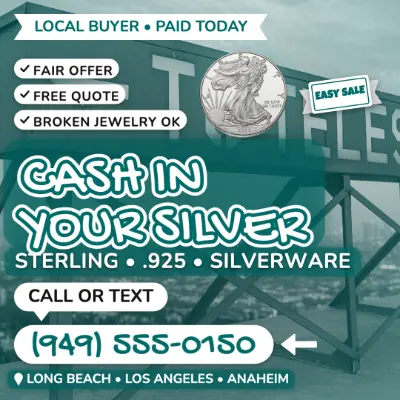 LOCAL BUYER • PAID TODAY
✓ FAIR OFFER
✓ FREE QUOTE
✓ BROKEN JEWELRY OK
EASY SALE
CASH IN
YOUR SILVER
STERLING • .925 • SILVERWARE
CALL OR TEXT
(949) 555-0150
LONG BEACH • LOS ANGELES • ANAHEIM